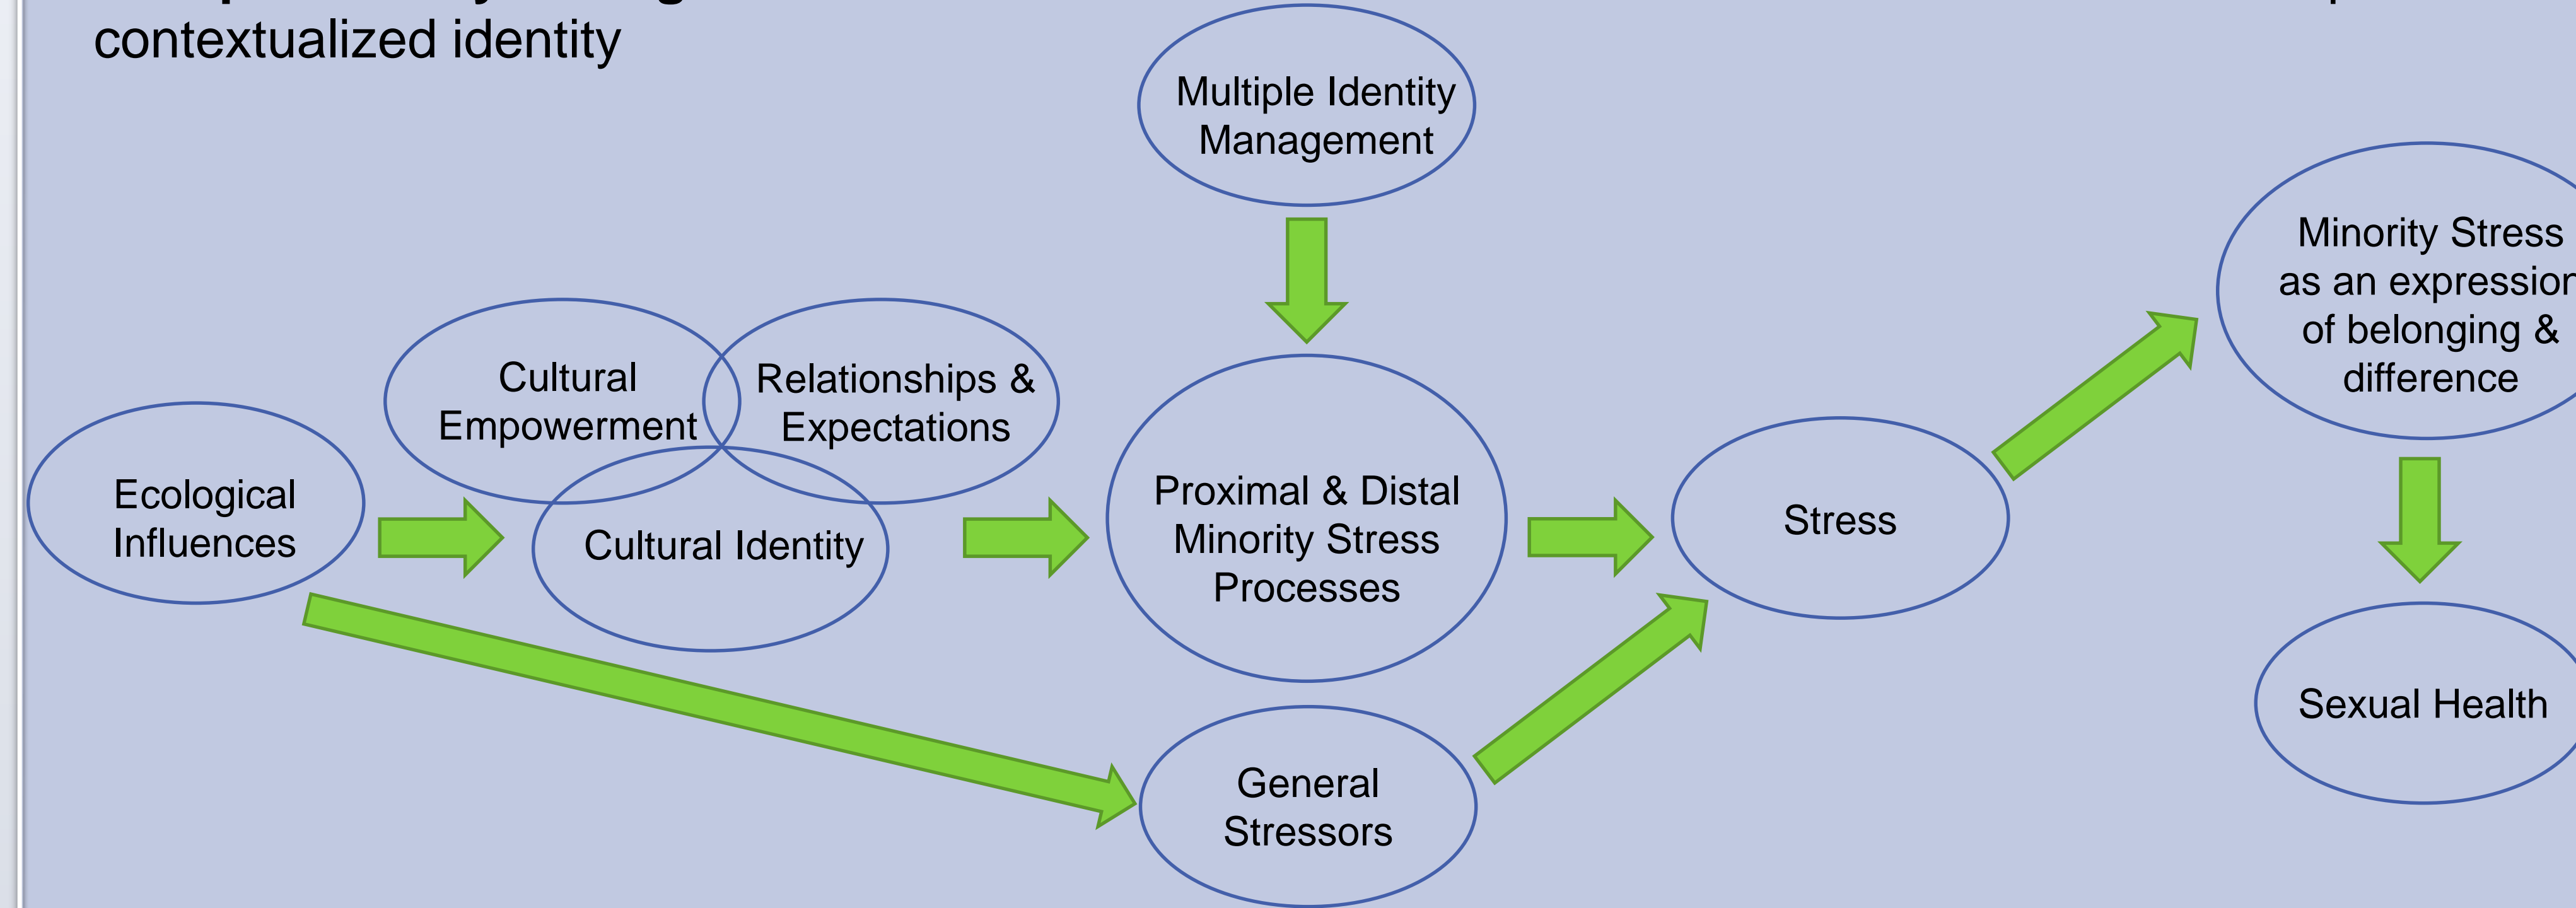 contextualized identity
Multiple Identity
Management
Minority Stress
as an expression
of belonging &
difference
Cultural
Empowerment
Relationships &
Expectations
Ecological
Influences
Cultural Identity
Proximal & Distal
Minority Stress
Processes
Stress
Sexual Health
General
Stressors